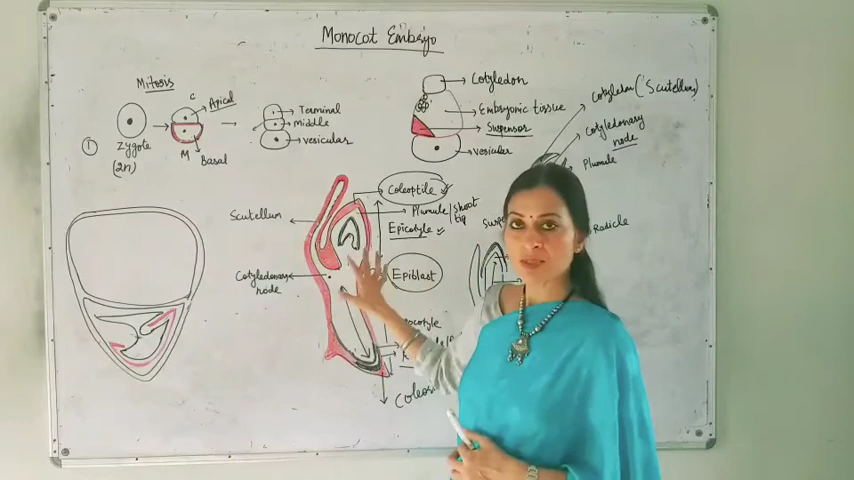 Monocot Embryo
Mitosis
C
Apical
①
zygote
(2n)
M
Basal
Terminal
middle
vesicular
Cotyledon
Embryonic tissue
Suspensor
vesicular
Cotyledon (Scutellum)
Cotyledonary
node
Plumule
Radicle
Scutellum
Coleoptile
Plumule/shoot
tip
Epicotyle
Epiblast
Cotyledonary
node